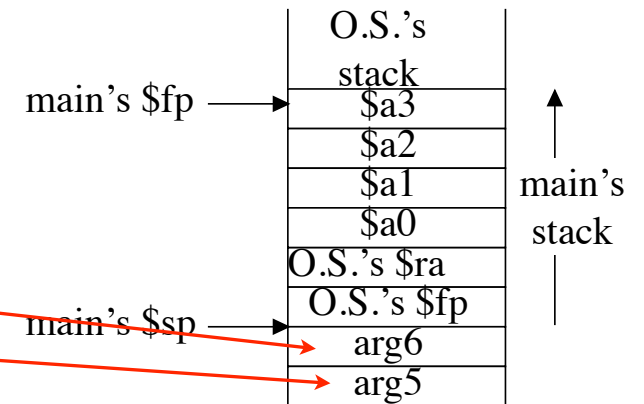 O.S.'s
stack
main's $fp
$a3
$a2
$a1
$a0
main's
stack
O.S.'s $ra
O.S.'s $fp
main's $sp
arg6
arg5